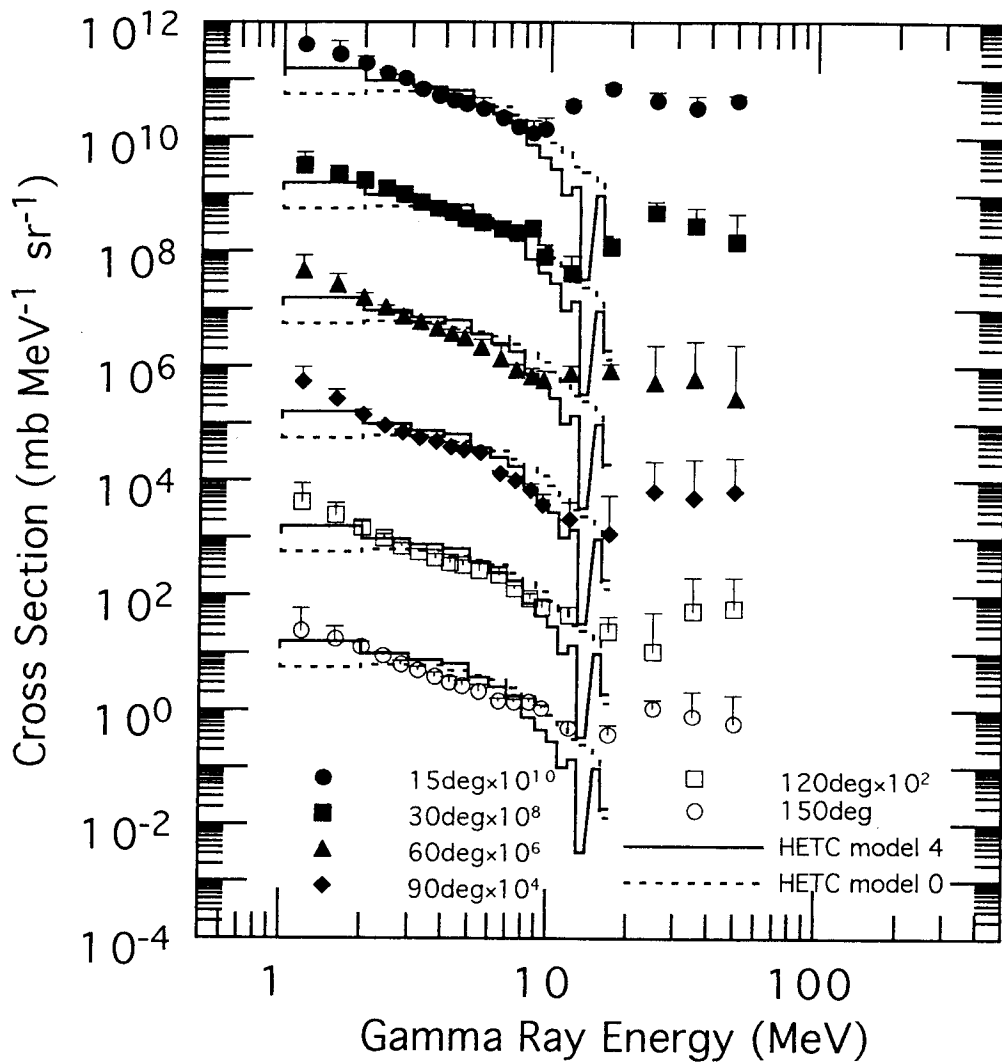 Cross Section (mb MeV⁻¹ sr⁻¹)
10¹²
10¹⁰
10⁸
10⁶
10⁴
10²
10⁰
10⁻²
10⁻⁴
15deg×10¹⁰
30deg×10⁸
60deg×10⁶
90deg×10⁴
120deg×10²
150deg
HETC model 4
HETC model 0
1
10
100
Gamma Ray Energy (MeV)